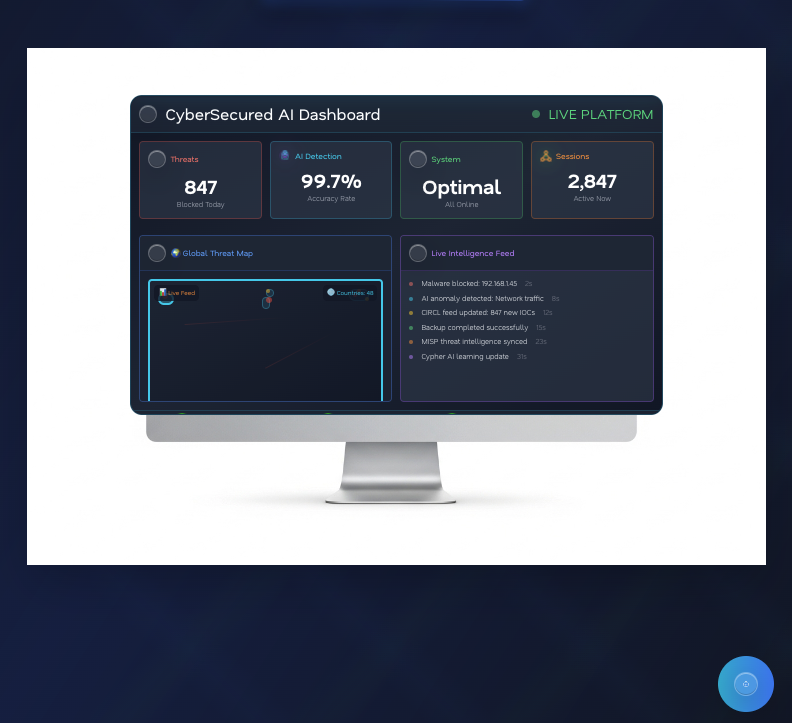 CyberSecured AI Dashboard
LIVE PLATFORM
Threats
847
Blocked Today
AI Detection
99.7%
Accuracy Rate
System
Optimal
All Online
Sessions
2,847
Active Now
Global Threat Map
Live Feed
Countries: 48
Live Intelligence Feed
Malware blocked: 192.168.1.45 2s
AI anomaly detected: Network traffic 8s
CIRCL feed updated: 847 new IOCs 12s
Backup completed successfully 15s
MISP threat intelligence synced 23s
Cypher AI learning update 31s